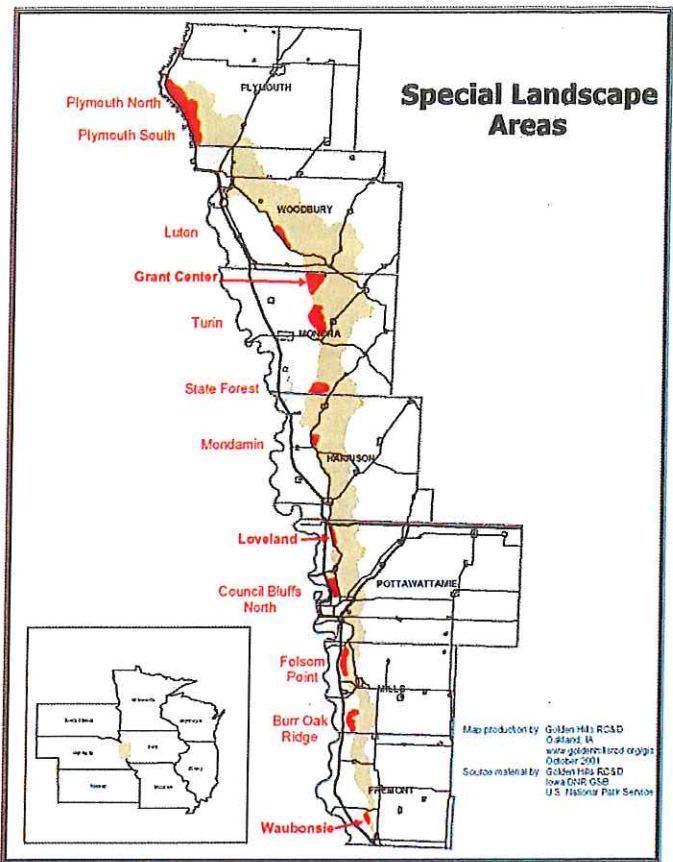 Special Landscape
Areas
PLYMOUTH
Plymouth North
Plymouth South
WOODBURY
Luton
Grant Center
Turin
State Forest
Mondamin
HARRISON
Loveland
POTTAWATTAMIE
Council Bluffs
North
Folsom
Point
MILLS
Burr Oak
Ridge
FREMONT
Waubonsie
Map production by Golden Hills RC&D
Oakland, IA
October 2001
Source material by Golden Hills RC&D
Iowa DNR GSB
U.S. National Park Service